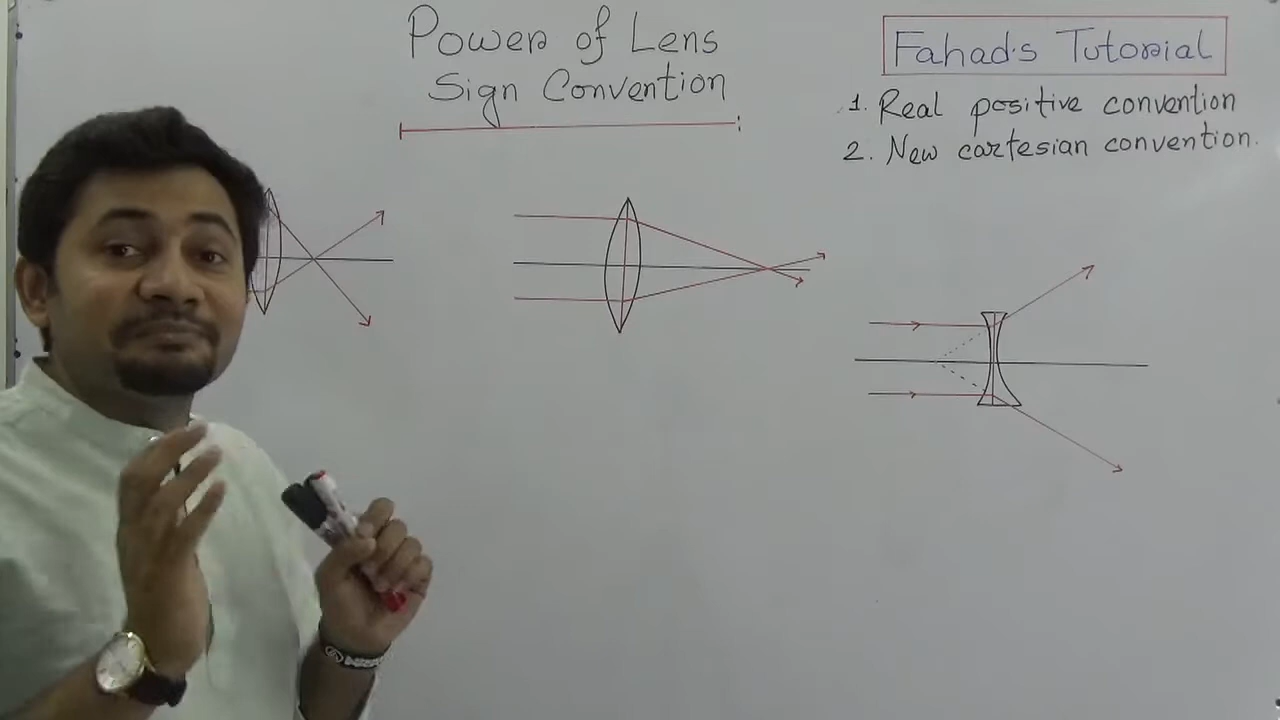 Power of Lens
Sign Convention
Fahad's Tutorial
1. Real positive convention
2. New cartesian convention.